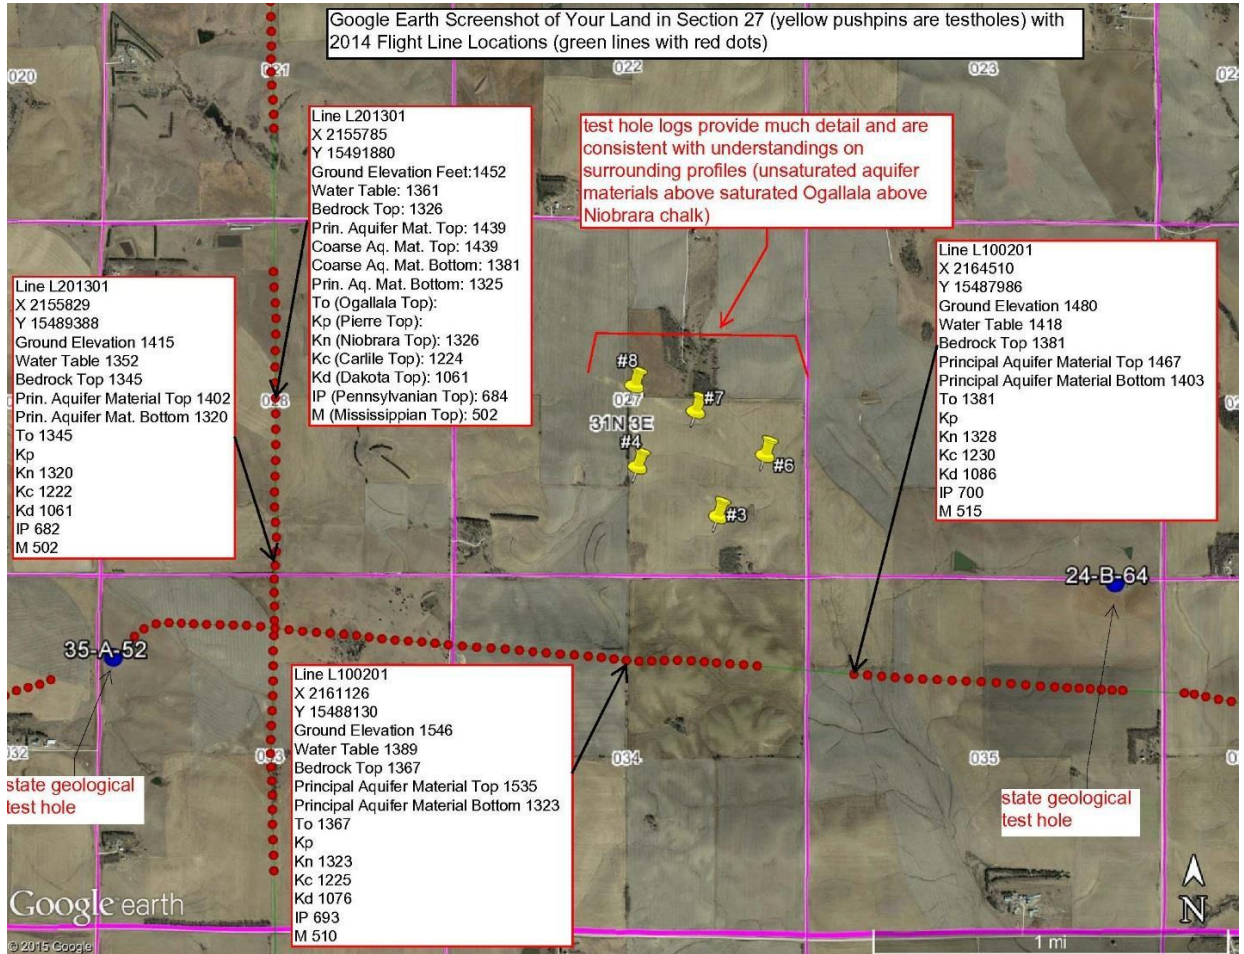 Google Earth Screenshot of Your Land in Section 27 (yellow pushpins are testholes) with
2014 Flight Line Locations (green lines with red dots)
020
021
022
023
024
Line L201301
X 2155785
Y 15491880
Ground Elevation Feet:1452
Water Table: 1361
Bedrock Top: 1326
Prin. Aquifer Mat. Top: 1439
Coarse Aq. Mat. Top: 1439
Coarse Aq. Mat. Bottom: 1381
Prin. Aq. Mat. Bottom: 1325
To (Ogallala Top):
Kp (Pierre Top):
Kn (Niobrara Top): 1326
Kc (Carlile Top): 1224
Kd (Dakota Top): 1061
IP (Pennsylvanian Top): 684
M (Mississippian Top): 502
test hole logs provide much detail and are
consistent with understandings on
surrounding profiles (unsaturated aquifer
materials above saturated Ogallala above
Niobrara chalk)
Line L100201
X 2164510
Y 15487986
Ground Elevation 1480
Water Table 1418
Bedrock Top 1381
Principal Aquifer Material Top 1467
Principal Aquifer Material Bottom 1403
To 1381
Kp
Kn 1328
Kc 1230
Kd 1086
IP 700
M 515
Line L201301
X 2155829
Y 15489388
Ground Elevation 1415
Water Table 1352
Bedrock Top 1345
Prin. Aquifer Material Top 1402
Prin. Aquifer Mat. Bottom 1320
To 1345
Kp
Kn 1320
Kc 1222
Kd 1061
IP 682
M 502
028
#8
027
#7
31N 3E
#4
#6
#3
24-B-64
35-A-52
Line L100201
X 2161126
Y 15488130
Ground Elevation 1546
Water Table 1389
Bedrock Top 1367
Principal Aquifer Material Top 1535
Principal Aquifer Material Bottom 1323
To 1367
Kp
Kn 1323
Kc 1225
Kd 1076
IP 693
M 510
032
033
034
035
state geological
test hole
state geological
test hole
N
Google earth
© 2015 Google
1 mi